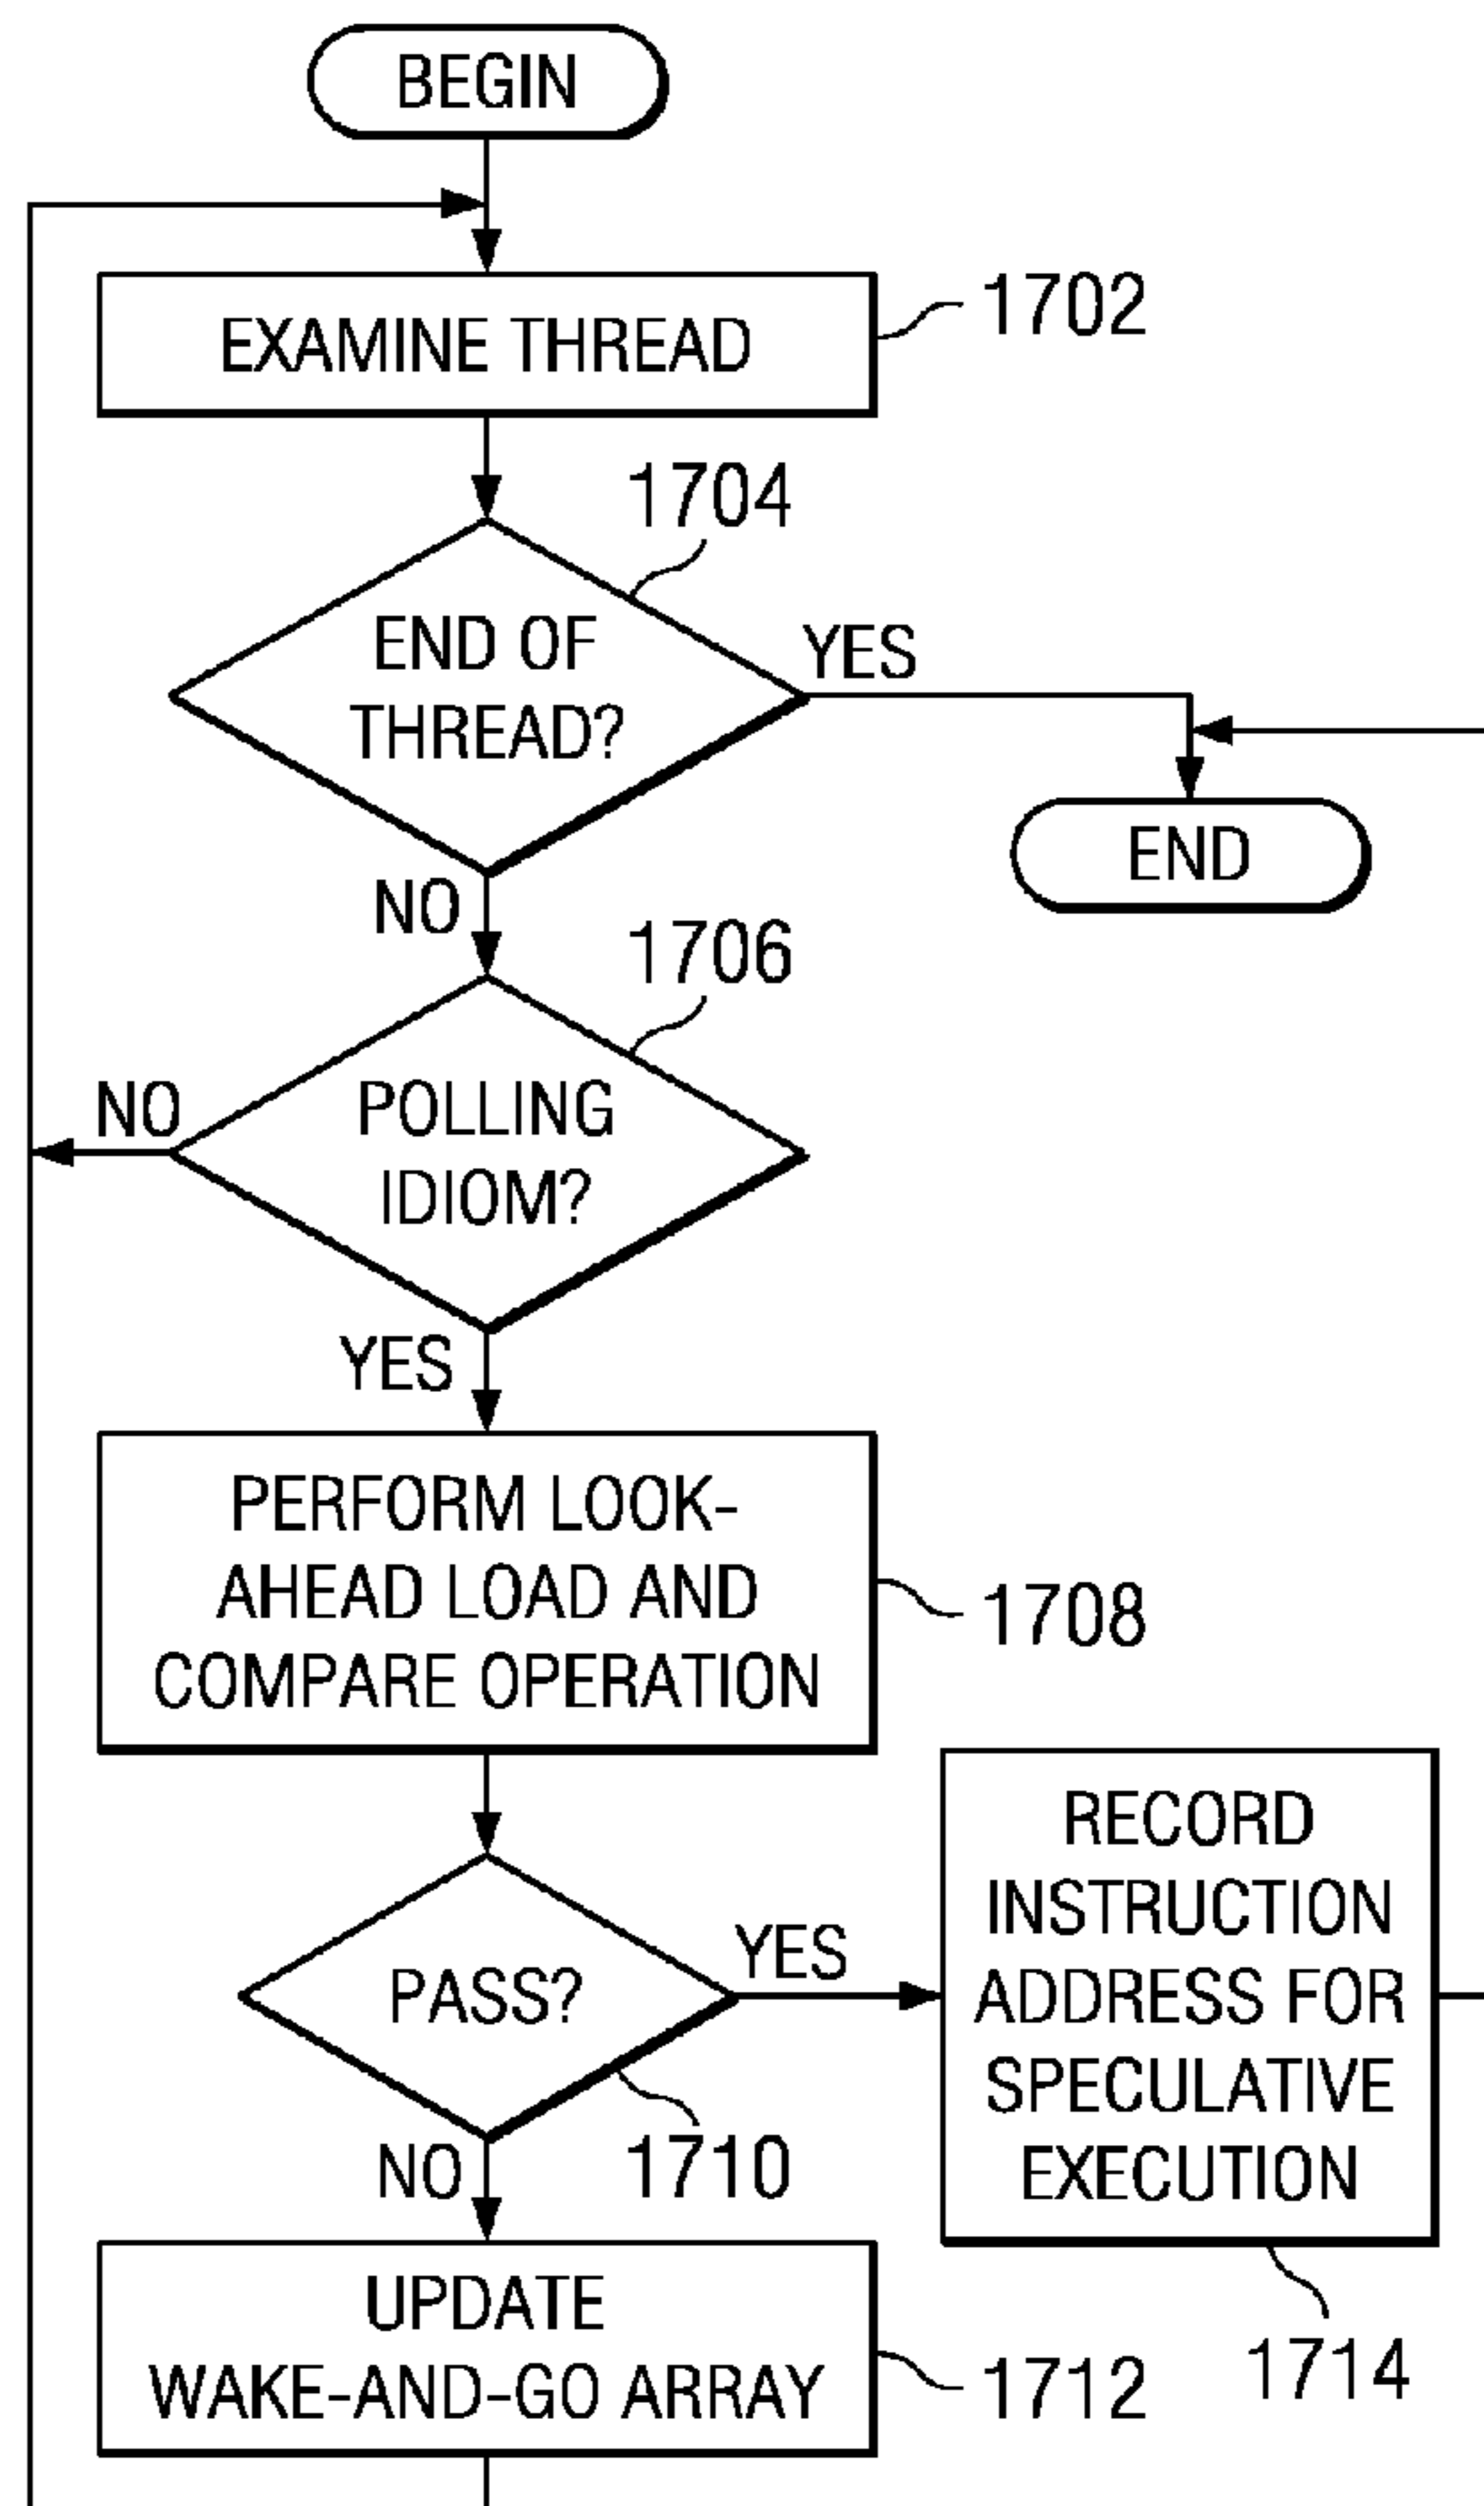 BEGIN
EXAMINE THREAD
1702
1704
END OF
THREAD?
YES
NO
END
1706
POLLING
IDIOM?
NO
YES
PERFORM LOOK-
AHEAD LOAD AND
COMPARE OPERATION
1708
PASS?
YES
NO
1710
RECORD
INSTRUCTION
ADDRESS FOR
SPECULATIVE
EXECUTION
1714
UPDATE
WAKE-AND-GO ARRAY
1712